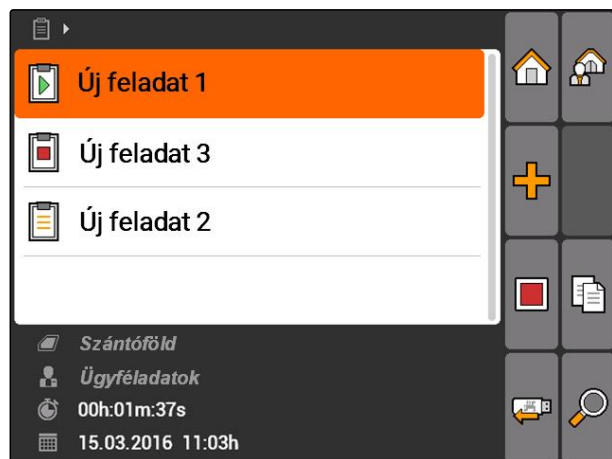 Új feladat 1
Új feladat 3
Új feladat 2
Szántóföld
Ügyféladatok
00h:01m:37s
15.03.2016 11:03h